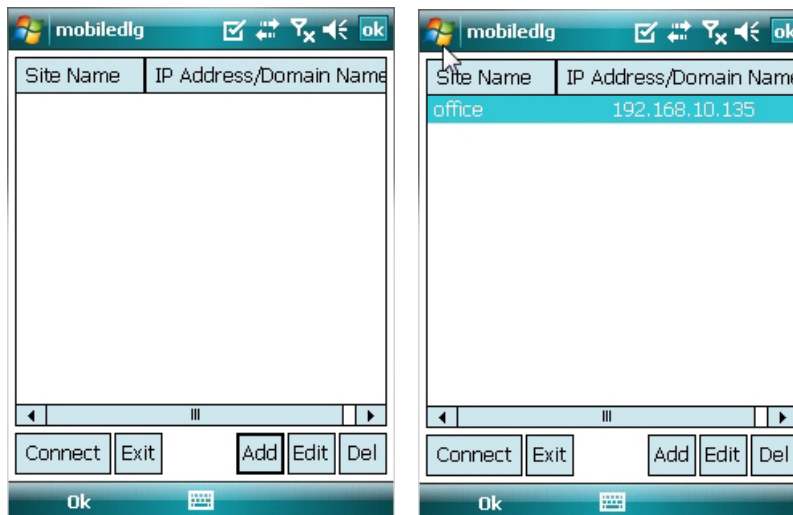 mobiledlg ok
Site Name IP Address/Domain Name
Connect Exit Add Edit Del
Ok
mobiledlg ok
Site Name IP Address/Domain Name
office 192.168.10.135
Connect Exit Add Edit Del
Ok